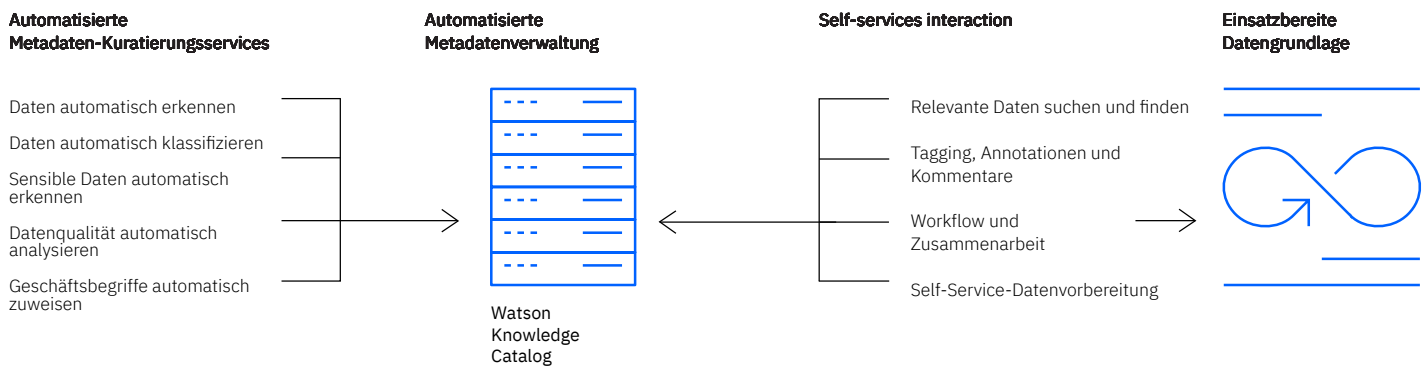 Automatisierte
Metadaten-Kuratierungsservices
Daten automatisch erkennen
Daten automatisch klassifizieren
Sensible Daten automatisch
erkennen
Datenqualität automatisch
analysieren
Geschäftsbegriffe automatisch
zuweisen
Automatisierte
Metadatenverwaltung
Watson
Knowledge
Catalog
Self-services interaction
Relevante Daten suchen und finden
Tagging, Annotationen und
Kommentare
Workflow und
Zusammenarbeit
Self-Service-Datenvorbereitung
Einsatzbereite
Datengrundlage